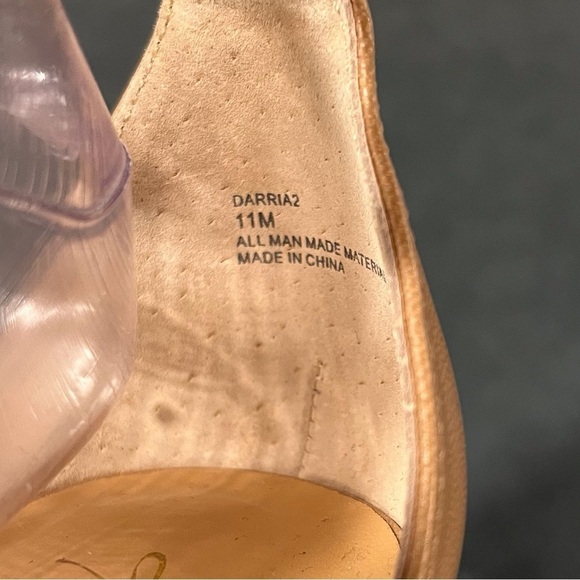 DARRIA2
11M
ALL MAN MADE MATERIA
MADE IN CHINA